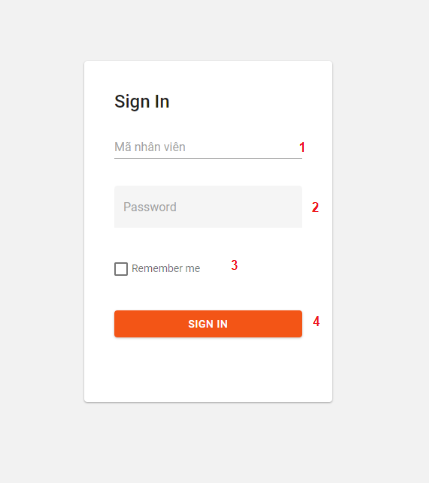 Sign In
Mã nhân viên 1
Password 2
Remember me 3
SIGN IN 4